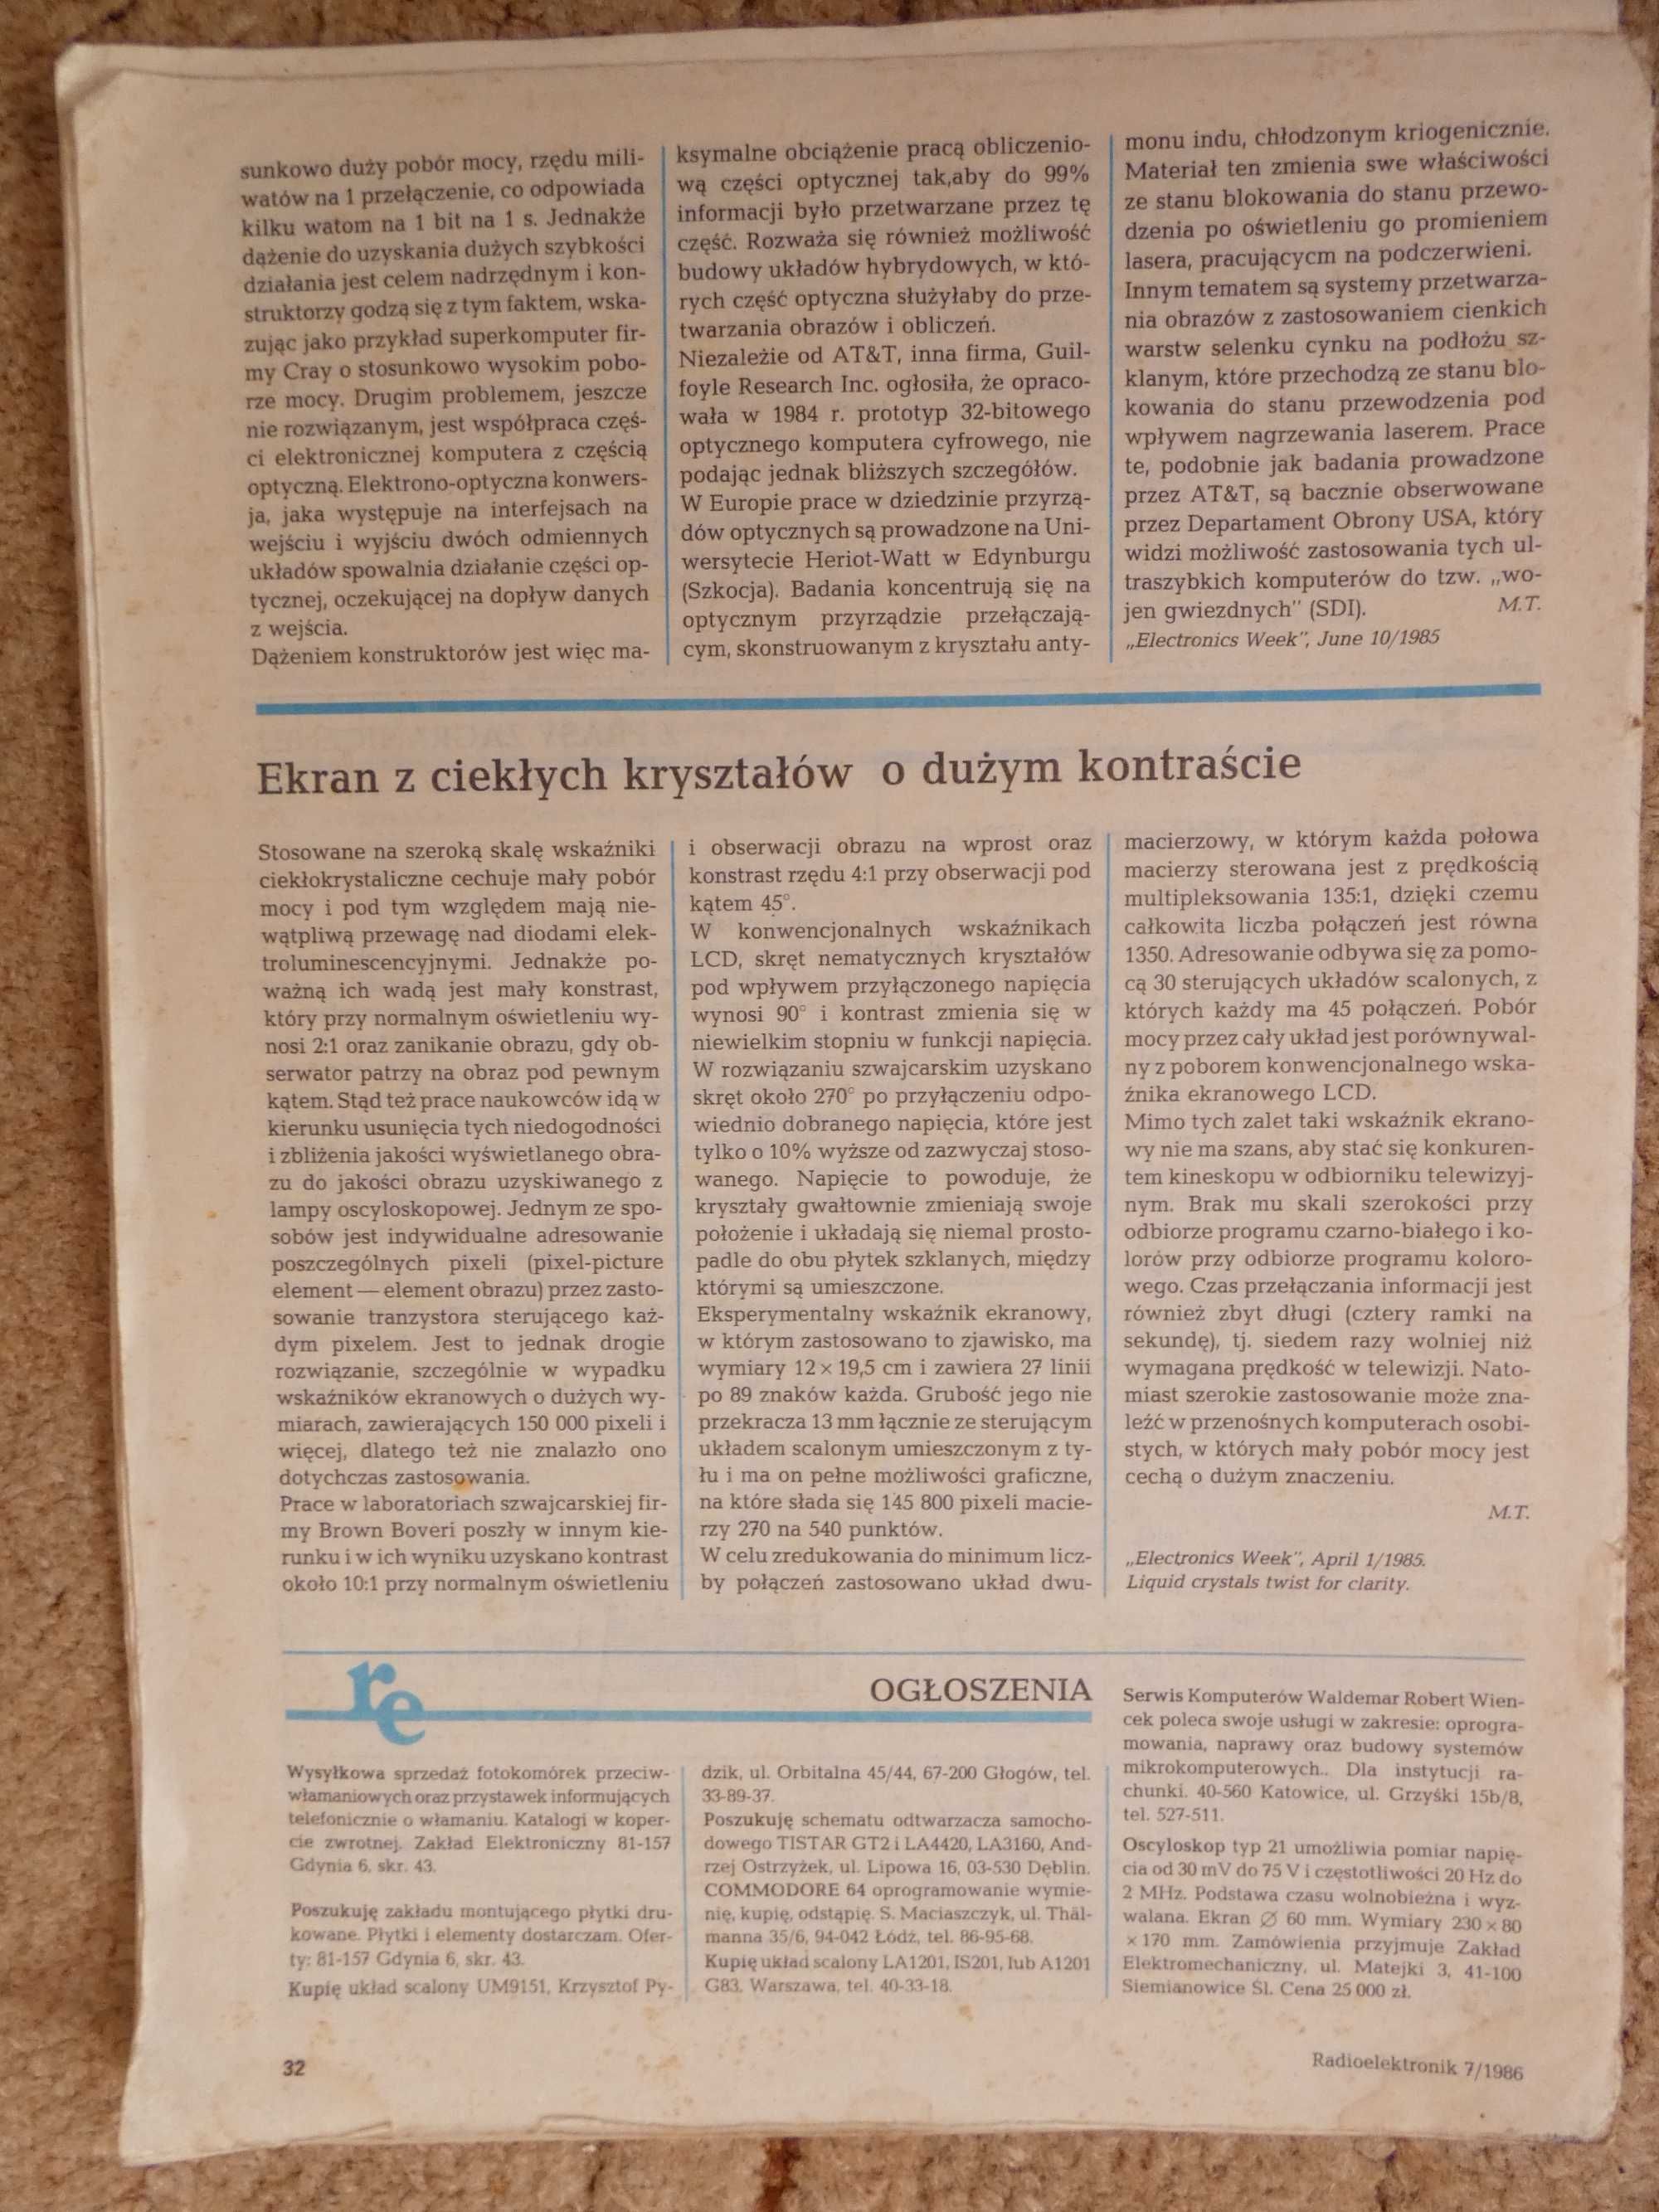 sunkowo duży pobór mocy, rzędu mili-
watów na 1 przełączenie, co odpowiada
kilku watom na 1 bit na 1 s. Jednakże
dążenie do uzyskania dużych szybkości
działania jest celem nadrzędnym i kon-
struktorzy godzą się z tym faktem, wska-
zując jako przykład superkomputer fir-
my Cray o stosunkowo wysokim pobo-
rze mocy. Drugim problemem, jeszcze
nie rozwiązanym, jest współpraca częś-
ci elektronicznej komputera z częścią
optyczną. Elektrono-optyczna konwers-
ja, jaka występuje na interfejsach na
wejściu i wyjściu dwóch odmiennych
układów spowalnia działanie części op-
tycznej, oczekującej na dopływ danych
z wejścia.
Dążeniem konstruktorów jest więc ma-
ksymalne obciążenie pracą obliczenio-
wą części optycznej tak,aby do 99%
informacji było przetwarzane przez tę
część. Rozważa się również możliwość
budowy układów hybrydowych, w któ-
rych część optyczna służyłaby do prze-
twarzania obrazów i obliczeń.
Niezależie od AT&T, inna firma, Guil-
foyle Research Inc. ogłosiła, że opraco-
wała w 1984 r. prototyp 32-bitowego
optycznego komputera cyfrowego, nie
podając jednak bliższych szczegółów.
W Europie prace w dziedzinie przyrzą-
dów optycznych są prowadzone na Uni-
wersytecie Heriot-Watt w Edynburgu
(Szkocja). Badania koncentrują się na
optycznym przyrządzie przełączają-
cym, skonstruowanym z kryształu anty-
monu indu, chłodzonym kriogenicznie.
Materiał ten zmienia swe właściwości
ze stanu blokowania do stanu przewo-
dzenia po oświetleniu go promieniem
lasera, pracującycm na podczerwieni.
Innym tematem są systemy przetwarza-
nia obrazów z zastosowaniem cienkich
warstw selenku cynku na podłożu sz-
klanym, które przechodzą ze stanu blo-
kowania do stanu przewodzenia pod
wpływem nagrzewania laserem. Prace
te, podobnie jak badania prowadzone
przez AT&T, są bacznie obserwowane
przez Departament Obrony USA, który
widzi możliwość zastosowania tych ul-
traszybkich komputerów do tzw. „wo-
jen gwiezdnych" (SDI). M.T.
„Electronics Week", June 10/1985
Ekran z ciekłych kryształów o dużym kontraście
Stosowane na szeroką skalę wskaźniki
ciekłokrystaliczne cechuje mały pobór
mocy i pod tym względem mają nie-
wątpliwą przewagę nad diodami elek-
troluminescencyjnymi. Jednakże po-
ważną ich wadą jest mały konstrast,
który przy normalnym oświetleniu wy-
nosi 2:1 oraz zanikanie obrazu, gdy ob-
serwator patrzy na obraz pod pewnym
kątem. Stąd też prace naukowców idą w
kierunku usunięcia tych niedogodności
i zbliżenia jakości wyświetlanego obra-
zu do jakości obrazu uzyskiwanego z
lampy oscyloskopowej. Jednym ze spo-
sobów jest indywidualne adresowanie
poszczególnych pixeli (pixel-picture
element — element obrazu) przez zasto-
sowanie tranzystora sterującego każ-
dym pixelem. Jest to jednak drogie
rozwiązanie, szczególnie w wypadku
wskaźników ekranowych o dużych wy-
miarach, zawierających 150 000 pixeli i
więcej, dlatego też nie znalazło ono
dotychczas zastosowania.
Prace w laboratoriach szwajcarskiej fir-
my Brown Boveri poszły w innym kie-
runku i w ich wyniku uzyskano kontrast
około 10:1 przy normalnym oświetleniu
i obserwacji obrazu na wprost oraz
konstrast rzędu 4:1 przy obserwacji pod
kątem 45°.
W konwencjonalnych wskaźnikach
LCD, skręt nematycznych kryształów
pod wpływem przyłączonego napięcia
wynosi 90° i kontrast zmienia się w
niewielkim stopniu w funkcji napięcia.
W rozwiązaniu szwajcarskim uzyskano
skręt około 270° po przyłączeniu odpo-
wiednio dobranego napięcia, które jest
tylko o 10% wyższe od zazwyczaj stoso-
wanego. Napięcie to powoduje, że
kryształy gwałtownie zmieniają swoje
położenie i układają się niemal prosto-
padle do obu płytek szklanych, między
którymi są umieszczone.
Eksperymentalny wskaźnik ekranowy,
w którym zastosowano to zjawisko, ma
wymiary 12 × 19,5 cm i zawiera 27 linii
po 89 znaków każda. Grubość jego nie
przekracza 13 mm łącznie ze sterującym
układem scalonym umieszczonym z ty-
łu i ma on pełne możliwości graficzne,
na które słada się 145 800 pixeli macie-
rzy 270 na 540 punktów.
W celu zredukowania do minimum licz-
by połączeń zastosowano układ dwu-
macierzowy, w którym każda połowa
macierzy sterowana jest z prędkością
multipleksowania 135:1, dzięki czemu
całkowita liczba połączeń jest równa
1350. Adresowanie odbywa się za pomo-
cą 30 sterujących układów scalonych, z
których każdy ma 45 połączeń. Pobór
mocy przez cały układ jest porównywal-
ny z poborem konwencjonalnego wska-
źnika ekranowego LCD.
Mimo tych zalet taki wskaźnik ekrano-
wy nie ma szans, aby stać się konkuren-
tem kineskopu w odbiorniku telewizyj-
nym. Brak mu skali szerokości przy
odbiorze programu czarno-białego i ko-
lorów przy odbiorze programu koloro-
wego. Czas przełączania informacji jest
również zbyt długi (cztery ramki na
sekundę), tj. siedem razy wolniej niż
wymagana prędkość w telewizji. Nato-
miast szerokie zastosowanie może zna-
leźć w przenośnych komputerach osobi-
stych, w których mały pobór mocy jest
cechą o dużym znaczeniu.
M.T.
„Electronics Week", April 1/1985.
Liquid crystals twist for clarity.
re
OGŁOSZENIA
Wysyłkowa sprzedaż fotokomórek przeciw-
włamaniowych oraz przystawek informujących
telefonicznie o włamaniu. Katalogi w koper-
cie zwrotnej. Zakład Elektroniczny 81-157
Gdynia 6, skr. 43.
Poszukuję zakładu montującego płytki dru-
kowane. Płytki i elementy dostarczam. Ofer-
ty: 81-157 Gdynia 6, skr. 43.
Kupię układ scalony UM9151, Krzysztof Py-
dzik, ul. Orbitalna 45/44, 67-200 Głogów, tel.
33-89-37.
Poszukuję schematu odtwarzacza samocho-
dowego TISTAR GT2 i LA4420, LA3160, And-
rzej Ostrzyżek, ul. Lipowa 16, 03-530 Dęblin.
COMMODORE 64 oprogramowanie wymie-
nię, kupię, odstąpię. S. Maciaszczyk, ul. Thäl-
manna 35/6, 94-042 Łódź, tel. 86-95-68.
Kupię układ scalony LA1201, IS201, lub A1201
G83. Warszawa, tel. 40-33-18.
Serwis Komputerów Waldemar Robert Wien-
cek poleca swoje usługi w zakresie: oprogra-
mowania, naprawy oraz budowy systemów
mikrokomputerowych.. Dla instytucji ra-
chunki. 40-560 Katowice, ul. Grzyśki 15b/8,
tel. 527-511.
Oscyloskop typ 21 umożliwia pomiar napię-
cia od 30 mV do 75 V i częstotliwości 20 Hz do
2 MHz. Podstawa czasu wolnobieżna i wyz-
walana. Ekran ∅ 60 mm. Wymiary 230 × 80
× 170 mm. Zamówienia przyjmuje Zakład
Elektromechaniczny, ul. Matejki 3, 41-100
Siemianowice Śl. Cena 25 000 zł.
32
Radioelektronik 7/1986